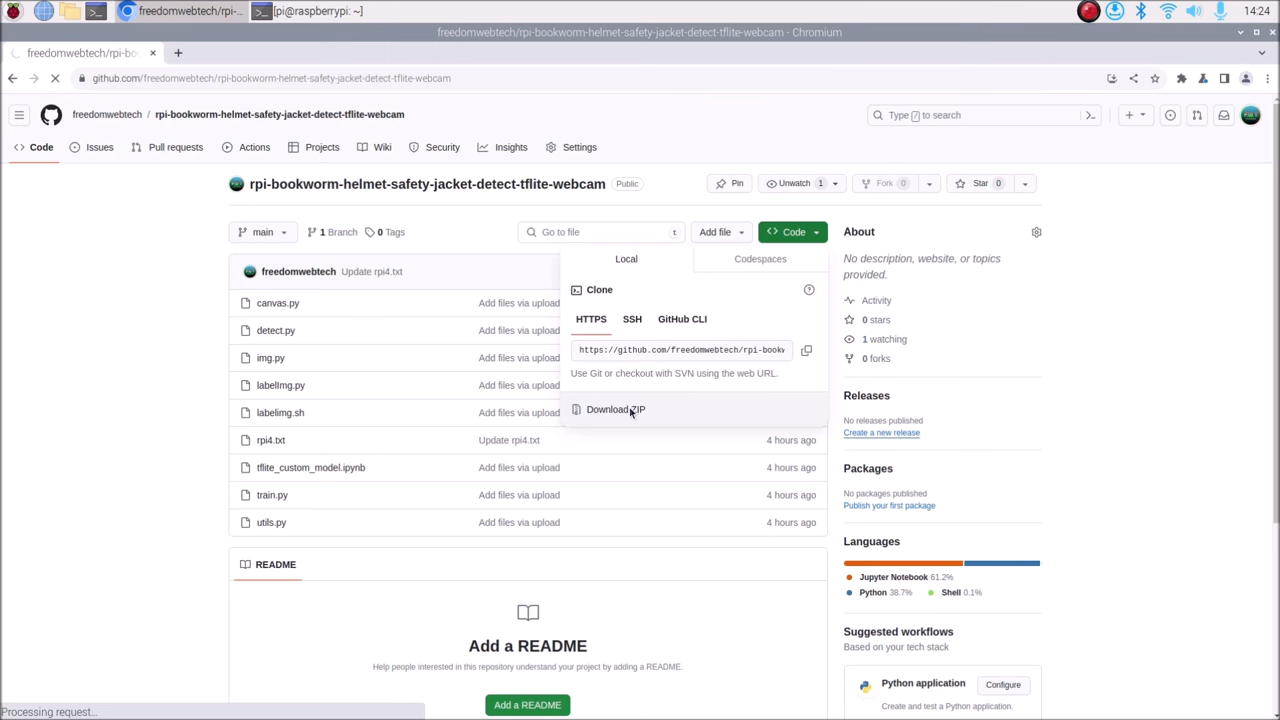 freedomwebtech/rpi-...
[pi@raspberrypi: ~]
14:24
freedomwebtech/rpi-bookworm-helmet-safety-jacket-detect-tflite-webcam - Chromium
freedomwebtech/rpi-bo
github.com/freedomwebtech/rpi-bookworm-helmet-safety-jacket-detect-tflite-webcam
freedomwebtech / rpi-bookworm-helmet-safety-jacket-detect-tflite-webcam
Type / to search
Code Issues Pull requests Actions Projects Wiki Security Insights Settings
rpi-bookworm-helmet-safety-jacket-detect-tflite-webcam Public
Pin Unwatch 1 Fork 0 Star 0
main 1 Branch 0 Tags Go to file t Add file Code
Local Codespaces
Clone
HTTPS SSH GitHub CLI
https://github.com/freedomwebtech/rpi-bookw
Use Git or checkout with SVN using the web URL.
Download ZIP
freedomwebtech Update rpi4.txt
canvas.py Add files via upload
detect.py Add files via upload
img.py Add files via upload
labelImg.py Add files via upload
labelimg.sh Add files via upload
rpi4.txt Update rpi4.txt 4 hours ago
tflite_custom_model.ipynb Add files via upload 4 hours ago
train.py Add files via upload 4 hours ago
utils.py Add files via upload 4 hours ago
README
Add a README
Help people interested in this repository understand your project by adding a README.
Add a README
About
No description, website, or topics
provided.
Activity
0 stars
1 watching
0 forks
Releases
No releases published
Create a new release
Packages
No packages published
Publish your first package
Languages
Jupyter Notebook 61.2%
Python 38.7% Shell 0.1%
Suggested workflows
Based on your tech stack
Python application Configure
Create and test a Python application.
Processing request...